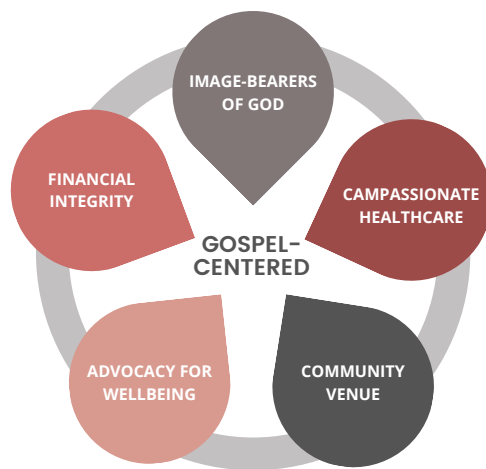 IMAGE-BEARERS
OF GOD
FINANCIAL
INTEGRITY
CAMPASSIONATE
HEALTHCARE
GOSPEL-
CENTERED
ADVOCACY FOR
WELLBEING
COMMUNITY
VENUE